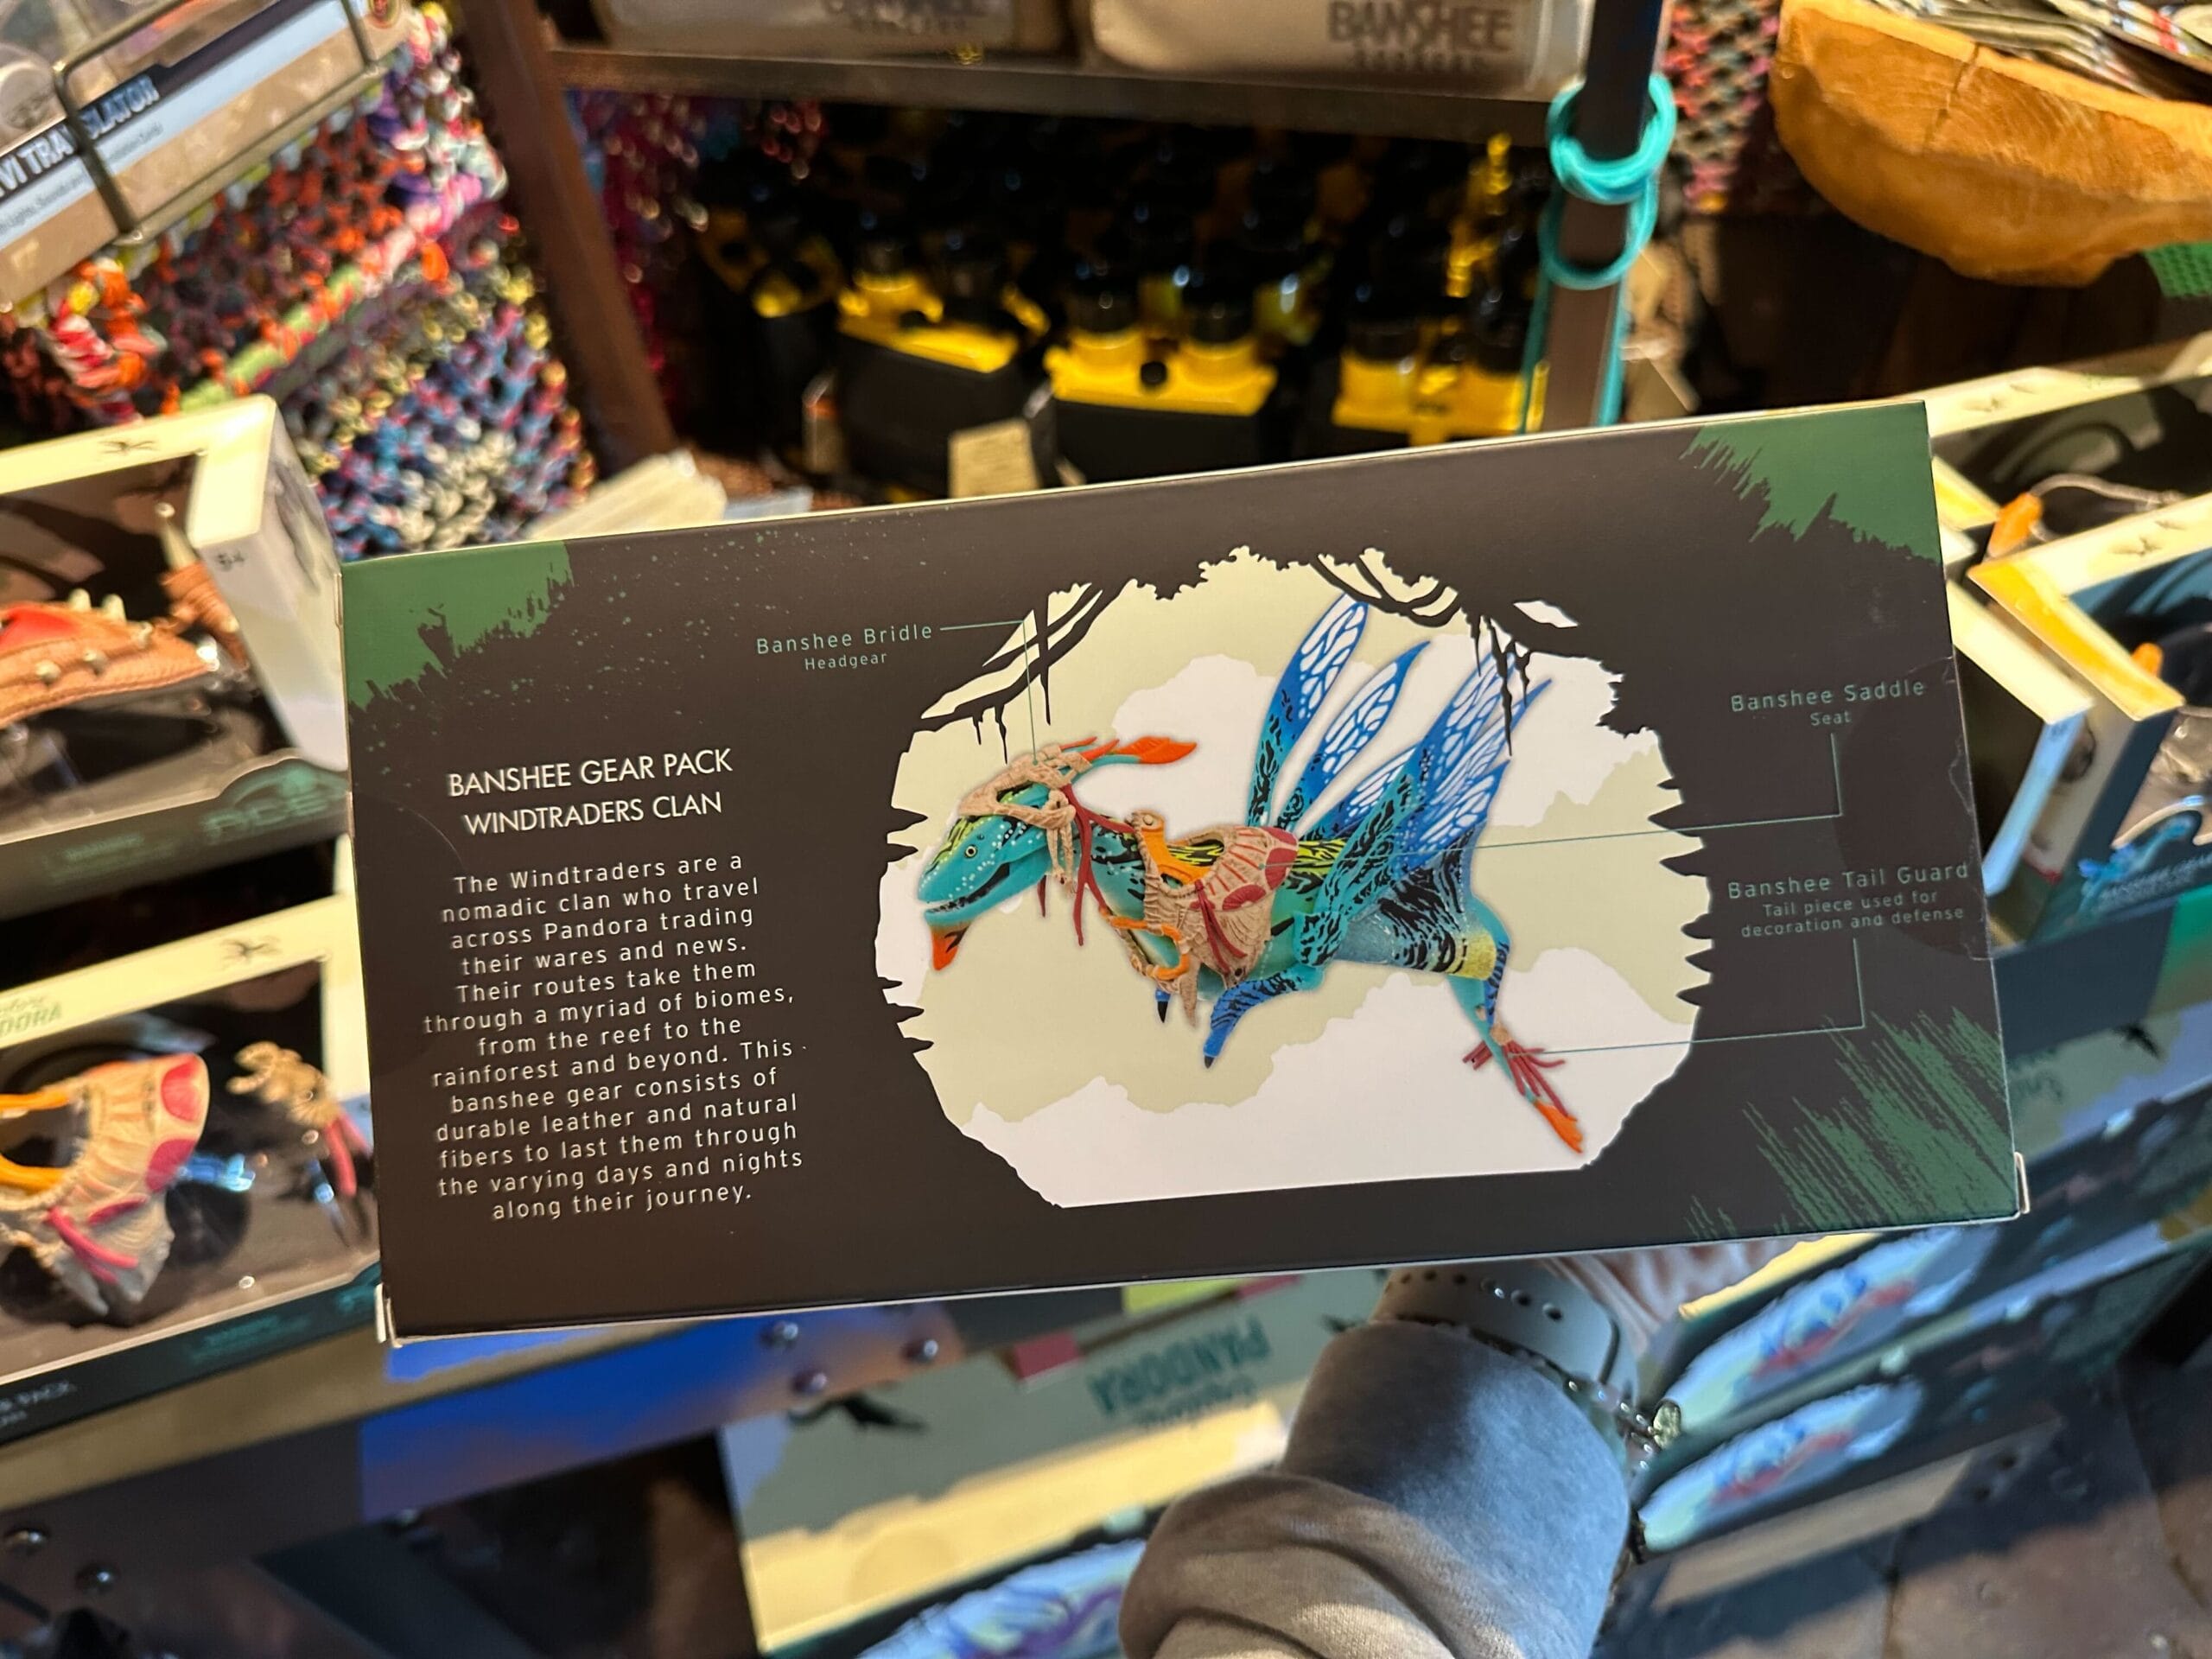 BANSHEE
BANSHEE
Banshee Bridle
Headgear
Banshee Saddle
Seat
Banshee Tail Guard
Tail piece used for
decoration and defense
BANSHEE GEAR PACK
WINDTRADERS CLAN
The Windtraders are a
nomadic clan who travel
across Pandora trading
their wares and news.
Their routes take them
through a myriad of biomes,
from the reef to the
rainforest and beyond. This
banshee gear consists of
durable leather and natural
fibers to last them through
the varying days and nights
along their journey.
PANDORA